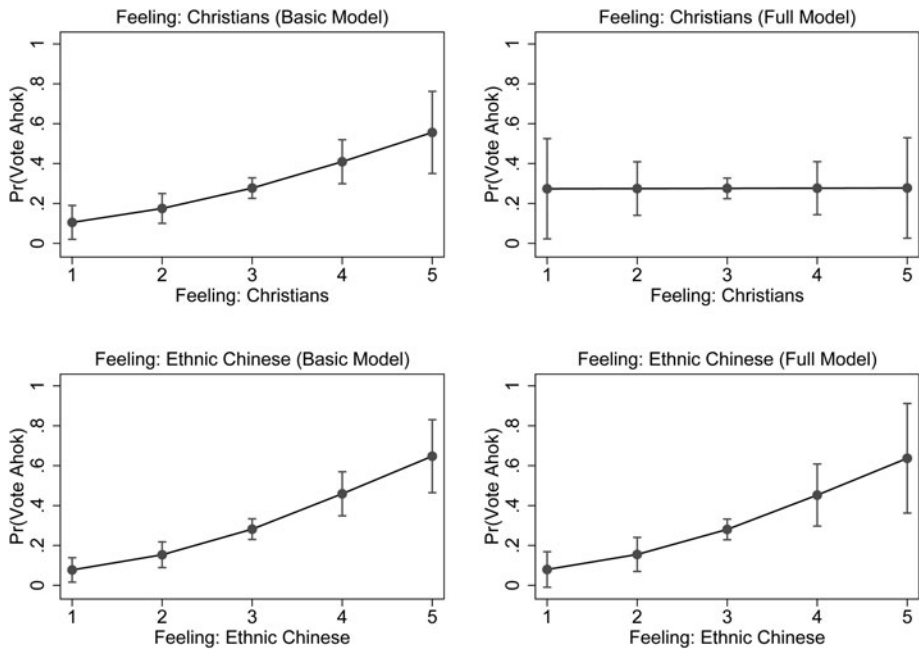 Feeling: Christians (Basic Model)
Pr(Vote Ahok)
1
.8
.6
.4
.2
0
1 2 3 4 5
Feeling: Christians
Feeling: Christians (Full Model)
Pr(Vote Ahok)
1
.8
.6
.4
.2
0
1 2 3 4 5
Feeling: Christians
Feeling: Ethnic Chinese (Basic Model)
Pr(Vote Ahok)
1
.8
.6
.4
.2
0
1 2 3 4 5
Feeling: Ethnic Chinese
Feeling: Ethnic Chinese (Full Model)
Pr(Vote Ahok)
1
.8
.6
.4
.2
0
1 2 3 4 5
Feeling: Ethnic Chinese